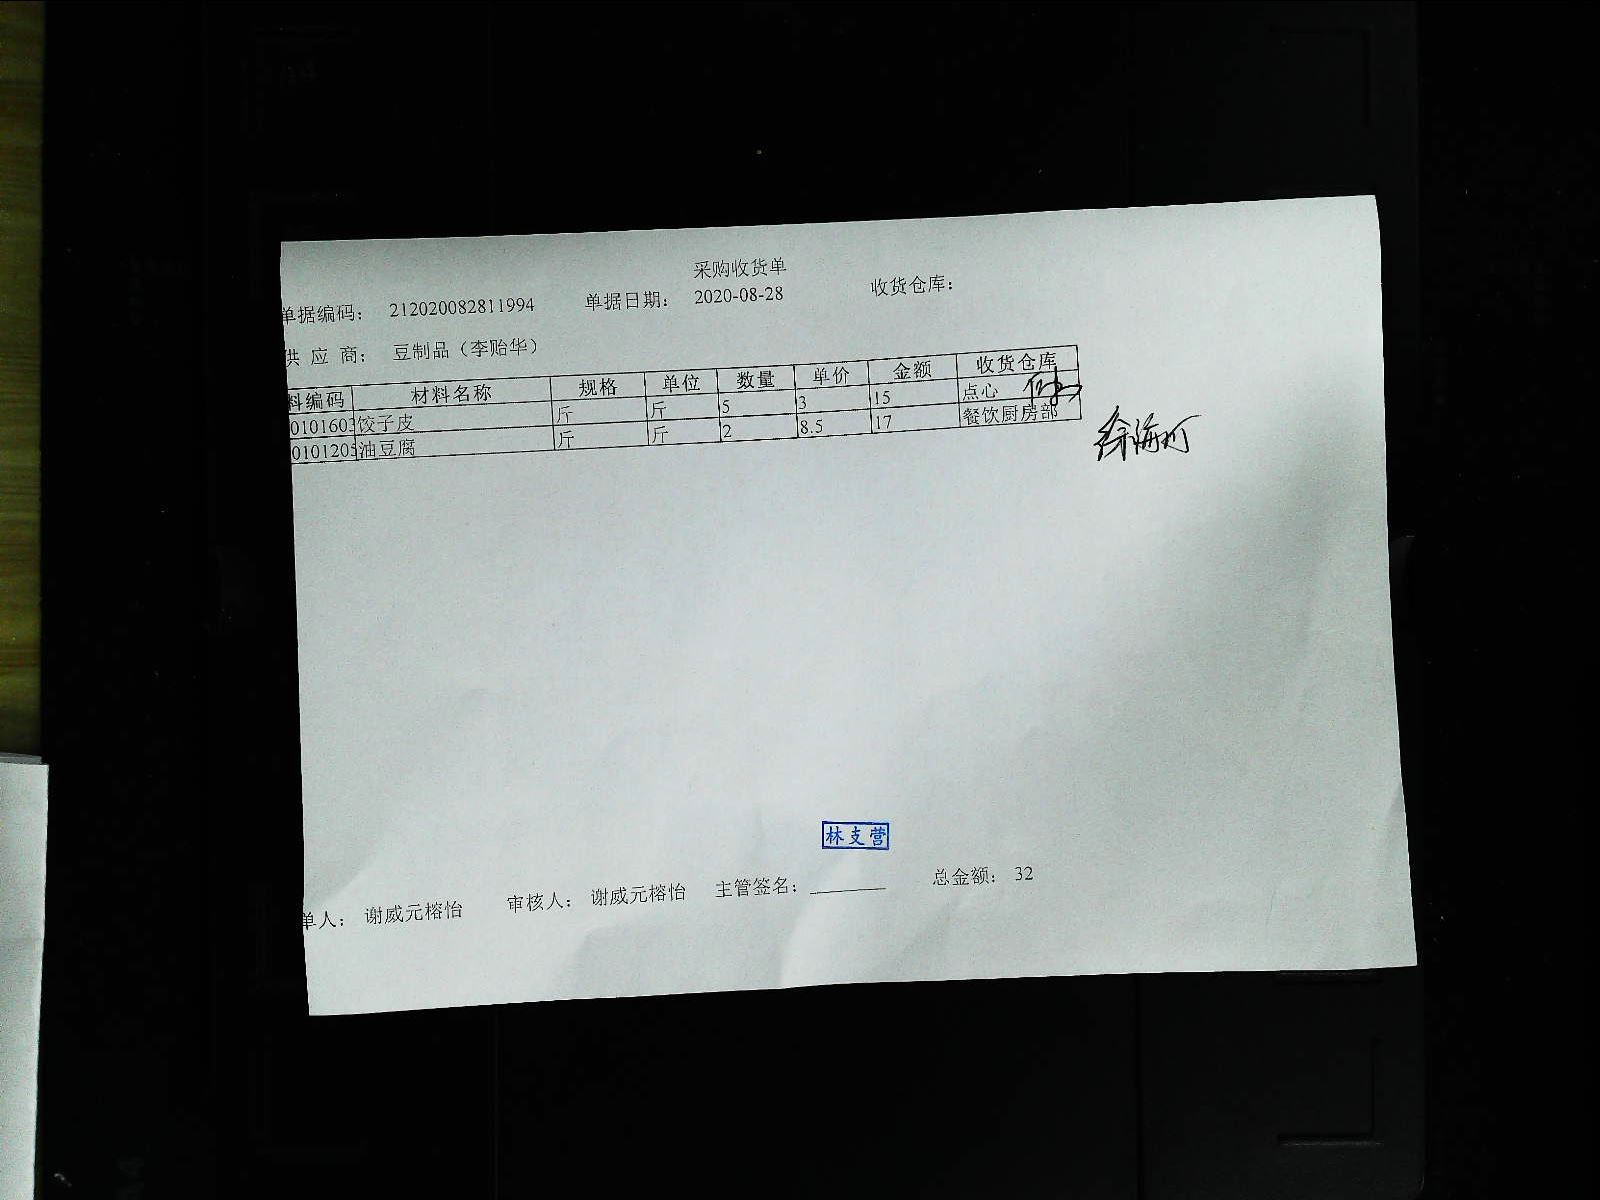 采购收货单
单据编码： 212020082811994 单据日期： 2020-08-28 收货仓库：
供 应 商： 豆制品（李贻华）
料编码 材料名称 规格 单位 数量 单价 金额 收货仓库
0101603 饺子皮 斤 斤 5 3 15 点心
0101205 油豆腐 斤 斤 2 8.5 17 餐饮厨房部
林支营
单人： 谢威元榕怡 审核人： 谢威元榕怡 主管签名： 总金额： 32